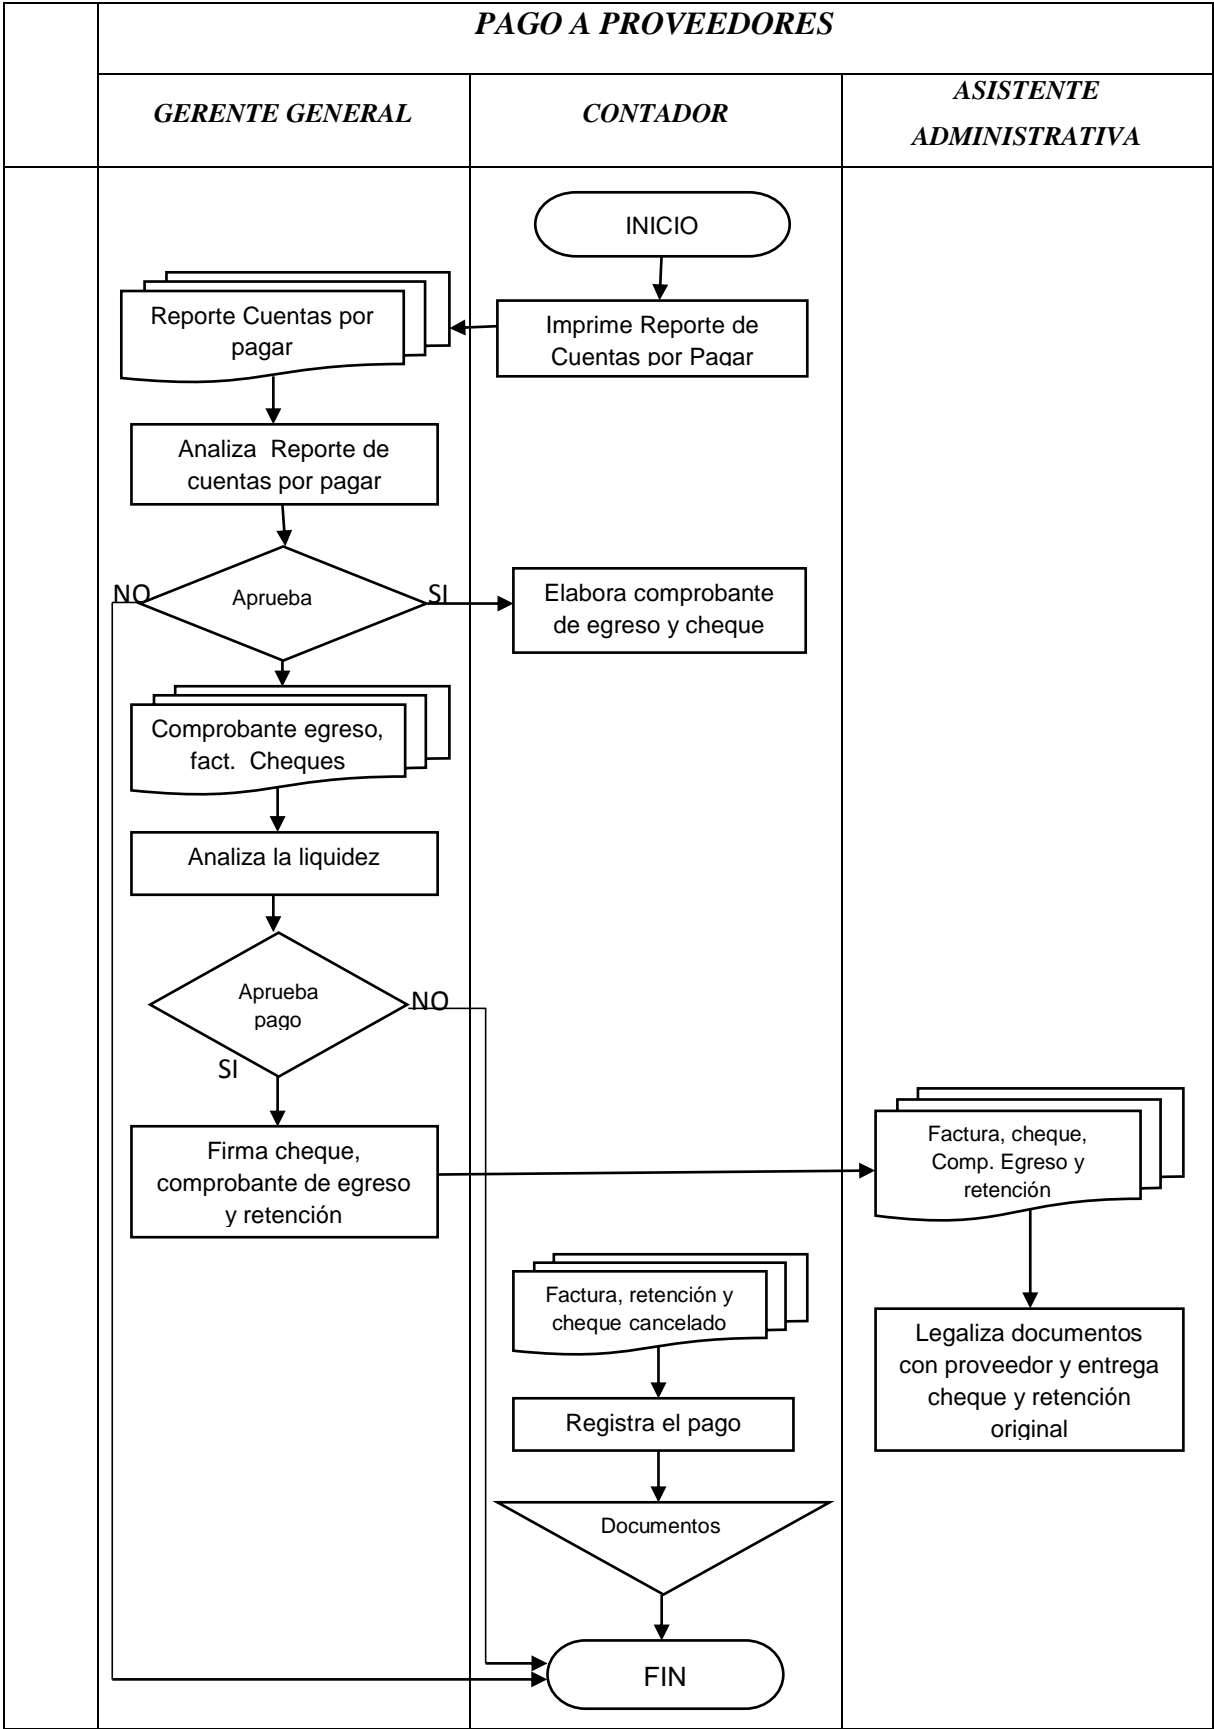 PAGO A PROVEEDORES
GERENTE GENERAL
CONTADOR
ASISTENTE
ADMINISTRATIVA
INICIO
Reporte Cuentas por
pagar
Imprime Reporte de
Cuentas por Pagar
Analiza Reporte de
cuentas por pagar
NO
Aprueba
SI
Elabora comprobante
de egreso y cheque
Comprobante egreso,
fact. Cheques
Analiza la liquidez
Aprueba
pago
NO
SI
Firma cheque,
comprobante de egreso
y retención
Factura, cheque,
Comp. Egreso y
retención
Factura, retención y
cheque cancelado
Legaliza documentos
con proveedor y entrega
cheque y retención
original
Registra el pago
Documentos
FIN